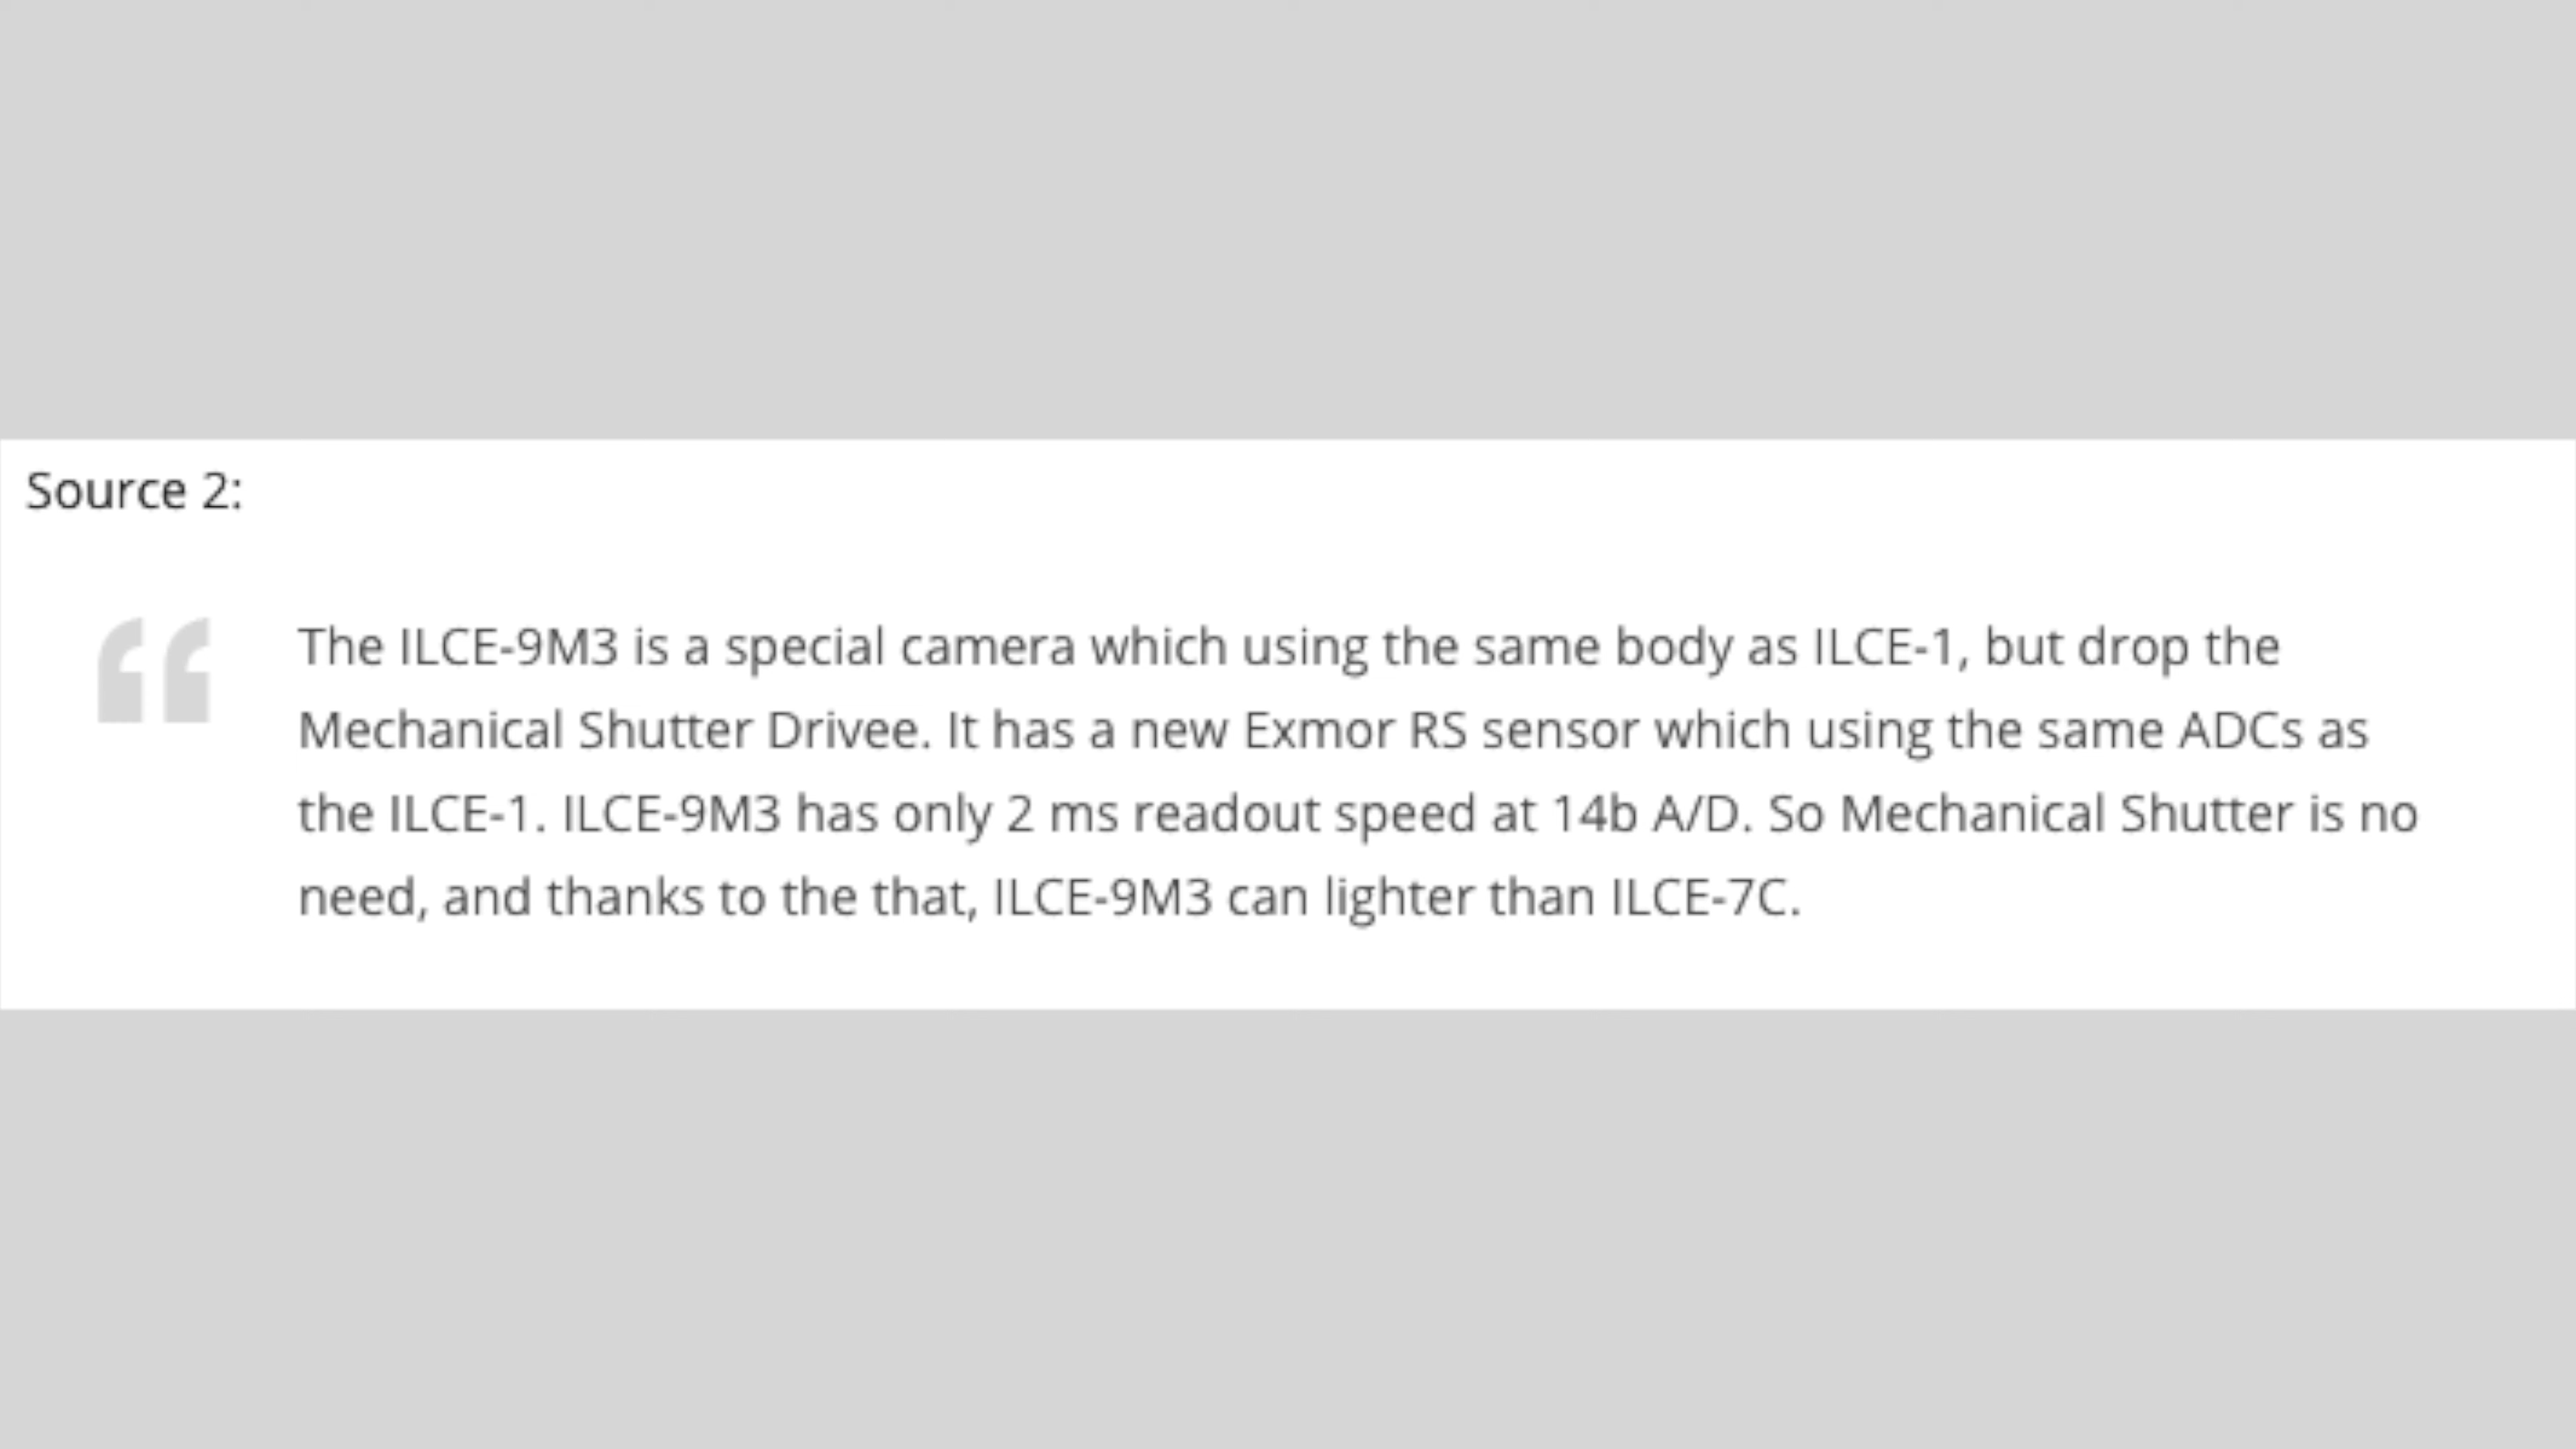 Source 2:
The ILCE-9M3 is a special camera which using the same body as ILCE-1, but drop the
Mechanical Shutter Drivee. It has a new Exmor RS sensor which using the same ADCs as
the ILCE-1. ILCE-9M3 has only 2 ms readout speed at 14b A/D. So Mechanical Shutter is no
need, and thanks to the that, ILCE-9M3 can lighter than ILCE-7C.